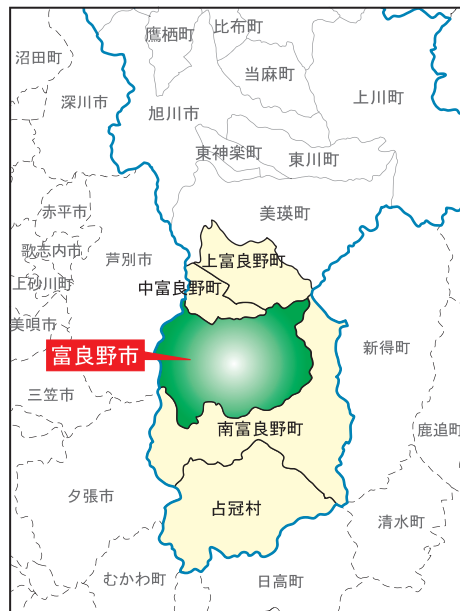 比布町
鷹栖町
沼田町
当麻町
深川市
上川町
旭川市
東神楽町
東川町
赤平市
美瑛町
歌志内市
芦別市
上富良野町
上砂川町
中富良野町
美唄市
富良野市
新得町
三笠市
南富良野町
鹿追町
夕張市
占冠村
清水町
むかわ町
日高町